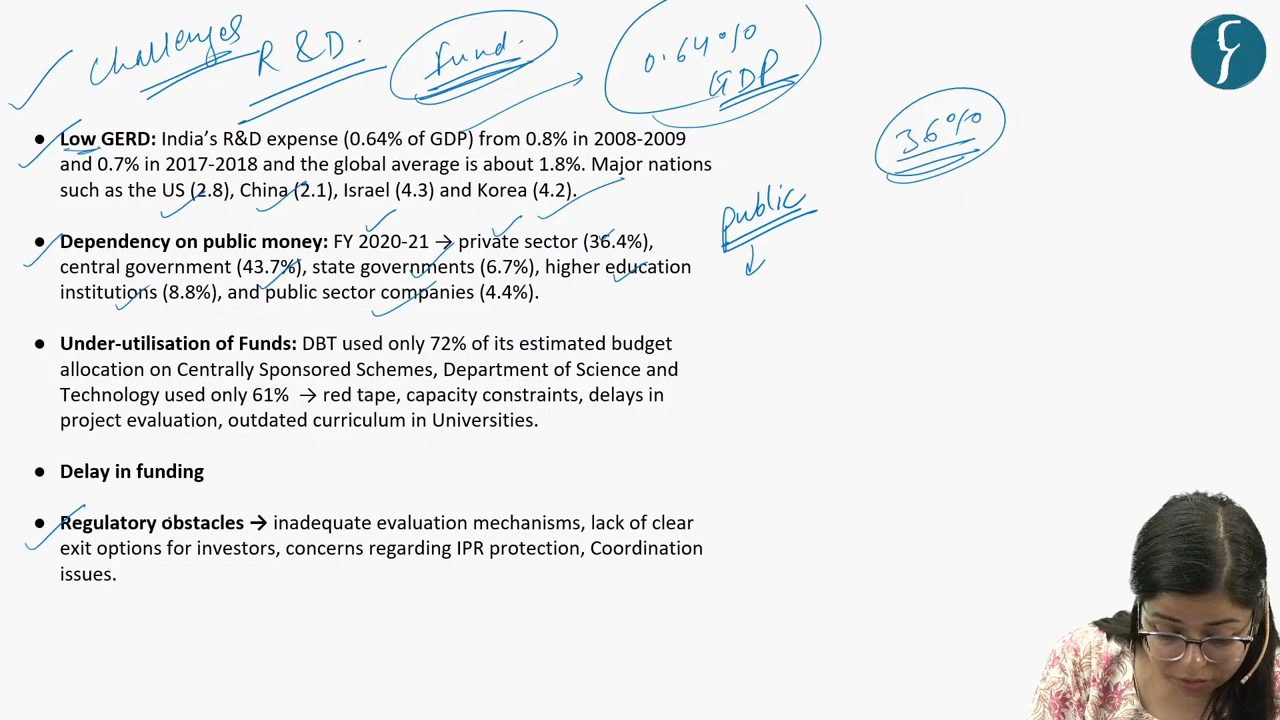 Challenges R & D. Fund. 0.64% GDP
36%
● Low GERD: India's R&D expense (0.64% of GDP) from 0.8% in 2008-2009
and 0.7% in 2017-2018 and the global average is about 1.8%. Major nations
such as the US (2.8), China (2.1), Israel (4.3) and Korea (4.2).
public
● Dependency on public money: FY 2020-21 → private sector (36.4%),
central government (43.7%), state governments (6.7%), higher education
institutions (8.8%), and public sector companies (4.4%).
● Under-utilisation of Funds: DBT used only 72% of its estimated budget
allocation on Centrally Sponsored Schemes, Department of Science and
Technology used only 61% → red tape, capacity constraints, delays in
project evaluation, outdated curriculum in Universities.
● Delay in funding
● Regulatory obstacles → inadequate evaluation mechanisms, lack of clear
exit options for investors, concerns regarding IPR protection, Coordination
issues.